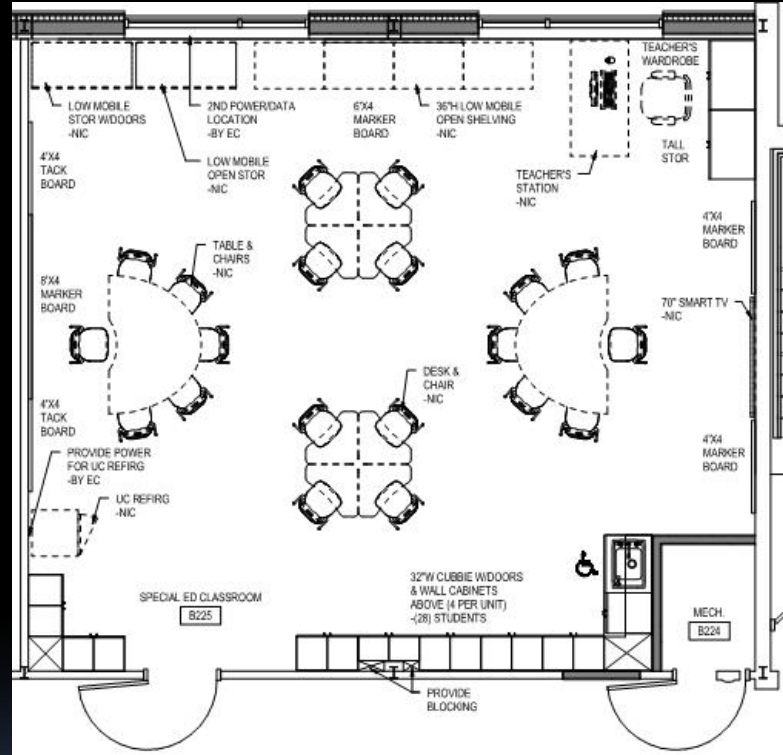 LOW MOBILE
STOR W/DOORS
-NIC
2ND POWER/DATA
LOCATION
-BY EC
LOW MOBILE
OPEN STOR
-NIC
6'X4
MARKER
BOARD
36"H LOW MOBILE
OPEN SHELVING
-NIC
TEACHER'S
WARDROBE
TALL
STOR
TEACHER'S
STATION
-NIC
4'X4
TACK
BOARD
4'X4
MARKER
BOARD
TABLE &
CHAIRS
-NIC
8'X4
MARKER
BOARD
70" SMART TV
-NIC
DESK &
CHAIR
-NIC
4'X4
TACK
BOARD
4'X4
MARKER
BOARD
PROVIDE POWER
FOR UC REFIRG
-BY EC
UC REFIRG
-NIC
SPECIAL ED CLASSROOM
B225
32"W CUBBIE W/DOORS
& WALL CABINETS
ABOVE (4 PER UNIT)
-(28) STUDENTS
MECH.
B224
PROVIDE
BLOCKING